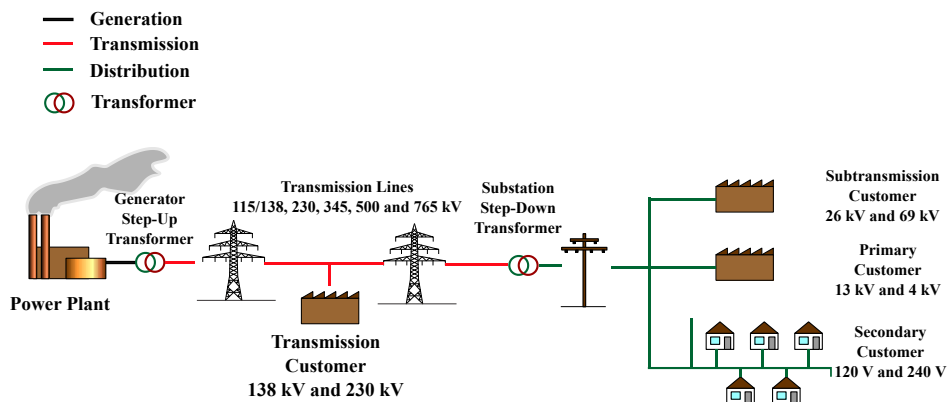 Generation
Transmission
Distribution
Transformer
Generator
Step-Up
Transformer
Power Plant
Transmission Lines
115/138, 230, 345, 500 and 765 kV
Transmission
Customer
138 kV and 230 kV
Substation
Step-Down
Transformer
Subtransmission
Customer
26 kV and 69 kV
Primary
Customer
13 kV and 4 kV
Secondary
Customer
120 V and 240 V